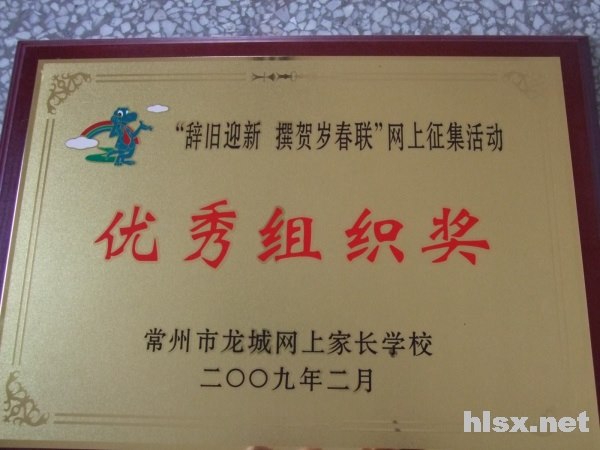 “辞旧迎新 撰贺岁春联”网上征集活动
优秀组织奖
常州市龙城网上家长学校
二〇〇九年二月
hlsx.net